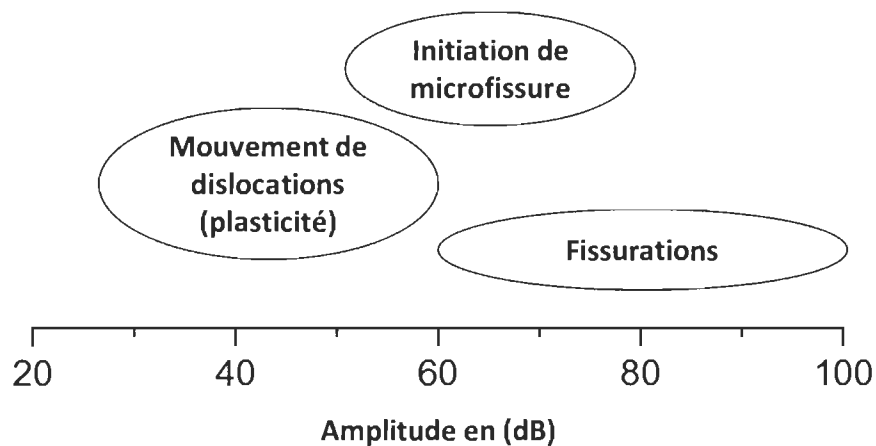 Initiation de
microfissure
Mouvement de
dislocations
(plasticité)
Fissurations
20 40 60 80 100
Amplitude en (dB)